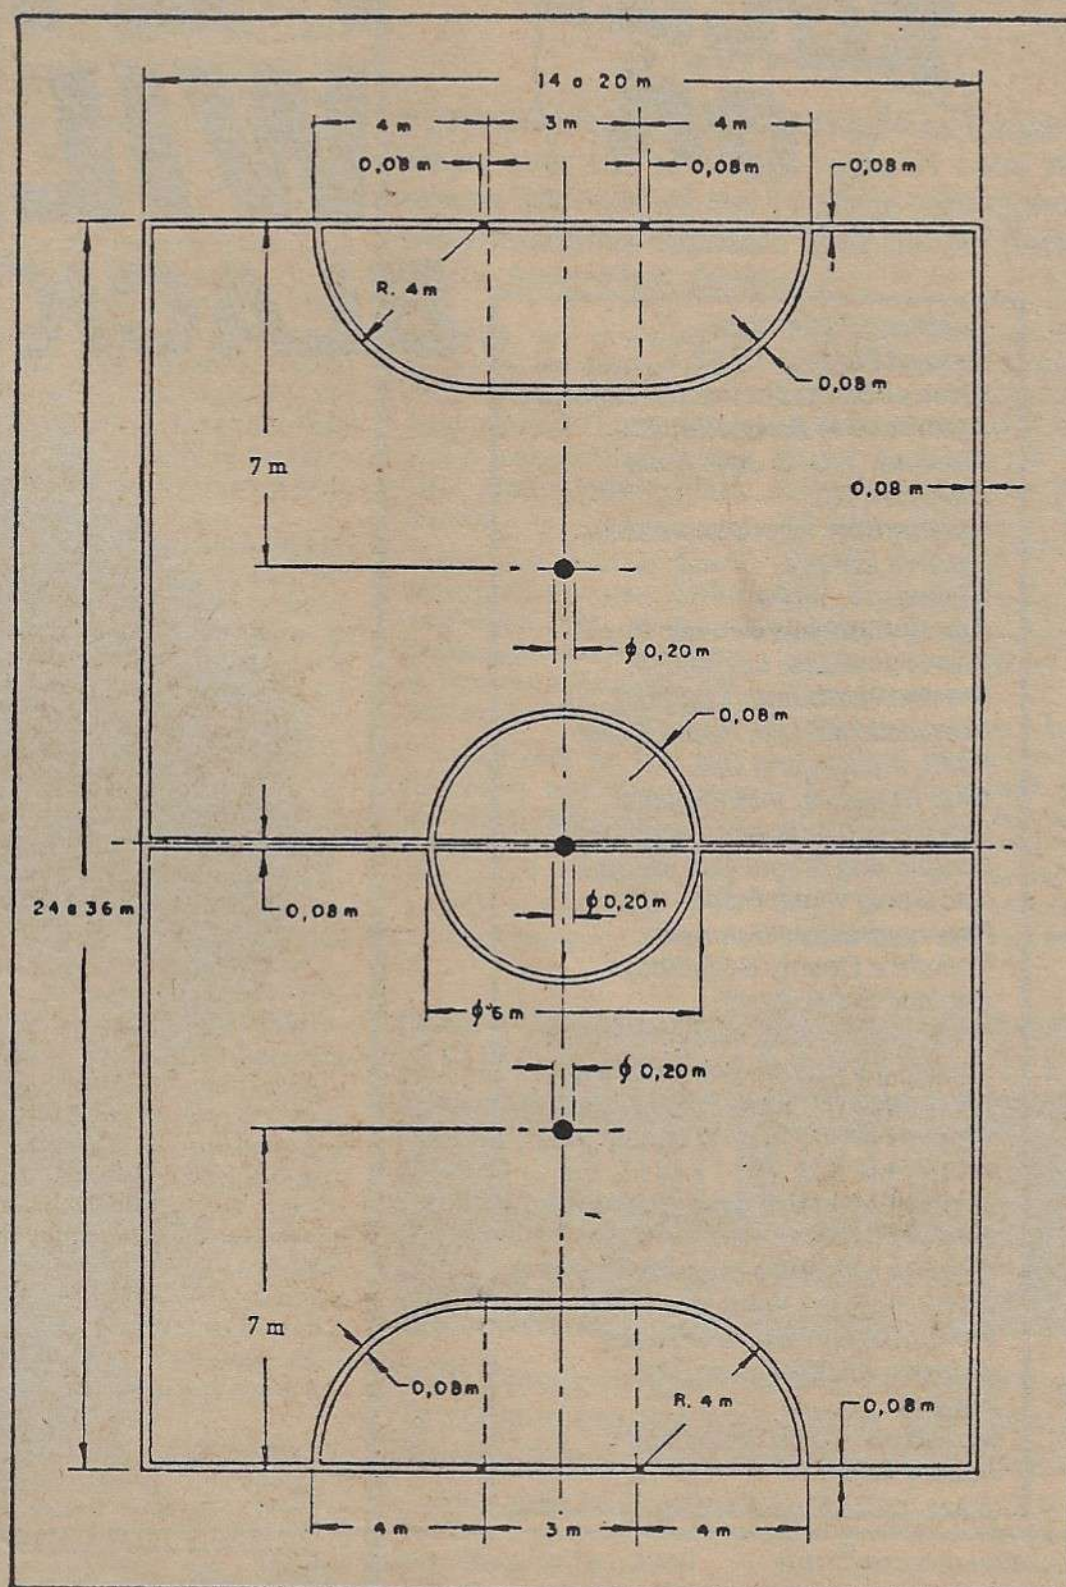 14 a 20 m
4 m 3 m 4 m
0,08 m 0,08 m 0,08 m
R. 4 m
0,08 m
7 m
0,08 m
ϕ 0,20 m
0,08 m
24 a 36 m 0,08 m ϕ 0,20 m
ϕ 6 m
ϕ 0,20 m
7 m
0,08 m R. 4 m 0,08 m
4 m 3 m 4 m